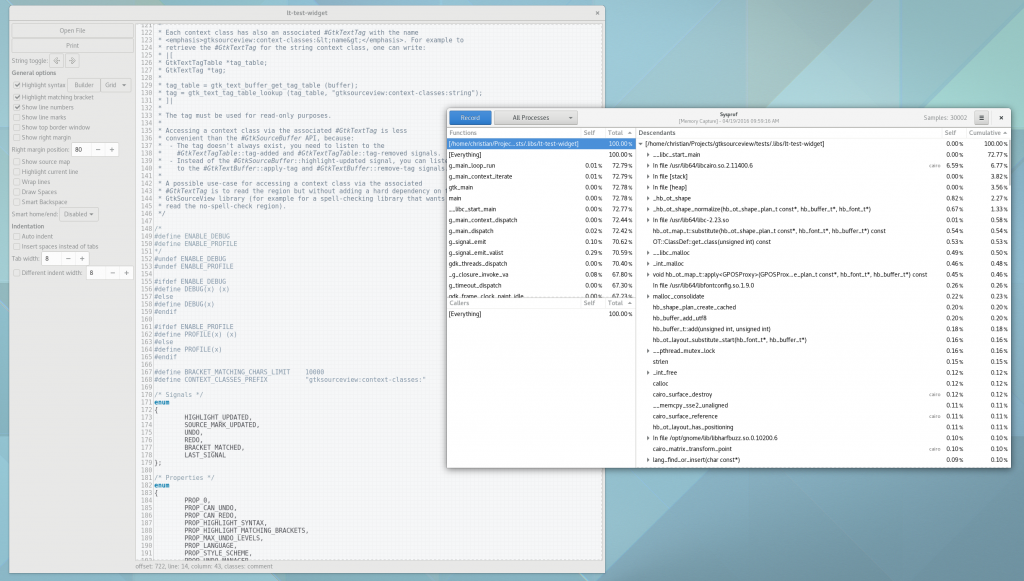 lt-text-widget
×
Open File
Print
String toggle:
General options
Highlight syntax Builder Grid
Highlight matching bracket
Show line numbers
Show line marks
Show top border window
Show right margin
Right margin position: 80 − +
Show source map
Highlight current line
Wrap lines
Draw Spaces
Smart Backspace
Smart home/end Disabled
Indentation
Auto indent
Insert spaces instead of tabs
Tab width: 8 − +
Different indent width: 8 − +
121 *
122 * Each context class has also an associated #GtkTextTag with the name
123 * <emphasis>gtksourceview:context-classes:&lt;name&gt;</emphasis>. For example to
124 * retrieve the #GtkTextTag for the string context class, one can write:
125 * |[
126 * GtkTextTagTable *tag_table;
127 * GtkTextTag *tag;
128 *
129 * tag_table = gtk_text_buffer_get_tag_table (buffer);
130 * tag = gtk_text_tag_table_lookup (tag_table, "gtksourceview:context-classes:string");
131 * ]|
132 *
133 * The tag must be used for read-only purposes.
134 *
135 * Accessing a context class via the associated #GtkTextTag is less
136 * convenient than the #GtkSourceBuffer API, because:
137 * - The tag doesn't always exist, you need to listen to the
138 * #GtkTextTagTable::tag-added and #GtkTextTagTable::tag-removed signals.
139 * - Instead of the #GtkSourceBuffer::highlight-updated signal, you can listen
140 * to the #GtkTextBuffer::apply-tag and #GtkTextBuffer::remove-tag signals
141 *
142 * A possible use-case for accessing a context class via the associated
143 * #GtkTextTag is to read the region but without adding a hard dependency on
144 * GtkSourceView library (for example for a spell-checking library that wants
145 * read the no-spell-check region).
146 */
147
148 /*
149 #define ENABLE_DEBUG
150 #define ENABLE_PROFILE
151 */
152 #undef ENABLE_DEBUG
153 #undef ENABLE_PROFILE
154
155 #ifdef ENABLE_DEBUG
156 #define DEBUG(x) (x)
157 #else
158 #define DEBUG(x)
159 #endif
160
161 #ifdef ENABLE_PROFILE
162 #define PROFILE(x) (x)
163 #else
164 #define PROFILE(x)
165 #endif
166
167 #define BRACKET_MATCHING_CHARS_LIMIT 10000
168 #define CONTEXT_CLASSES_PREFIX "gtksourceview:context-classes:"
169
170 /* Signals */
171 enum
172 {
173 HIGHLIGHT_UPDATED,
174 SOURCE_MARK_UPDATED,
175 UNDO,
176 REDO,
177 BRACKET_MATCHED,
178 LAST_SIGNAL
179 };
180
181 /* Properties */
182 enum
183 {
184 PROP_0,
185 PROP_CAN_UNDO,
186 PROP_CAN_REDO,
187 PROP_HIGHLIGHT_SYNTAX,
188 PROP_HIGHLIGHT_MATCHING_BRACKETS,
189 PROP_MAX_UNDO_LEVELS,
190 PROP_LANGUAGE,
191 PROP_STYLE_SCHEME,
PROP_UNDO_MANAGER
offset: 722, line: 14, column: 43, classes: comment
Record All Processes
Sysprof
[Memory Capture] - 04/10/2016 09:59:16 AM
Samples: 30002
×
Functions Self Total
[/home/christian/Projec...sts/.libs/lt-test-widget] 100.00%
[Everything] 100.00%
g_main_loop_run 0.01% 72.79%
g_main_context_iterate 0.01% 72.79%
gtk_main 72.78%
main 72.78%
__libc_start_main 72.77%
g_main_context_dispatch 0.00% 72.44%
g_main_dispatch 0.02% 72.42%
g_signal_emit 0.10% 70.62%
g_signal_emit_valist 0.29% 70.59%
gdk_threads_dispatch 0.00% 70.40%
_g_closure_invoke_va 0.08% 67.80%
g_timeout_dispatch 0.00% 67.30%
gdk_frame_clock_paint_idle 0.00% 67.23%
Callers Self Total
[Everything] 100.00%
Descendants Self Cumulative
[/home/christian/Projects/gtksourceview/tests/.libs/lt-test-widget] 100.00%
__libc_start_main 72.77%
In file /usr/lib64/libcairo.so.2.11400.6 cairo 6.59% 6.77%
In file [stack] 3.82%
In file [heap] 3.56%
_hb_ot_shape 0.82% 2.27%
_hb_ot_shape_normalize(hb_ot_shape_plan_t const*, hb_buffer_t*, hb_font_t*) 0.67% 1.33%
In file /usr/lib64/libc-2.23.so 0.01% 0.58%
hb_ot_map_t::substitute(hb_ot_shape_plan_t const*, hb_font_t*, hb_buffer_t*) const 0.54% 0.54%
OT::ClassDef::get_class(unsigned int) const 0.53% 0.53%
__libc_malloc 0.49% 0.50%
_int_malloc 0.46% 0.48%
void hb_ot_map_t::apply<GPOSProxy>(GPOSProx...e_plan_t const*, hb_font_t*, hb_buffer_t*) const 0.45% 0.46%
In file /usr/lib64/libfontconfig.so.1.9.0 0.26% 0.26%
malloc_consolidate 0.22% 0.23%
hb_shape_plan_create_cached 0.20% 0.20%
hb_buffer_add_utf8 0.20% 0.20%
hb_buffer_t::add(unsigned int, unsigned int) 0.18% 0.18%
hb_ot_layout_substitute_start(hb_font_t*, hb_buffer_t*) 0.16% 0.16%
__pthread_mutex_lock 0.16% 0.16%
strlen 0.15% 0.15%
_int_free 0.12% 0.12%
calloc 0.12% 0.12%
cairo_surface_destroy cairo 0.12% 0.12%
__memcpy_sse2_unaligned 0.11% 0.11%
cairo_surface_reference cairo 0.11% 0.11%
hb_ot_layout_has_positioning 0.11% 0.11%
In file /opt/gnome/lib/libharfbuzz.so.0.10200.6 0.10% 0.10%
cairo_matrix_transform_point cairo 0.10% 0.10%
lang_find_or_insert(char const*) 0.09% 0.10%